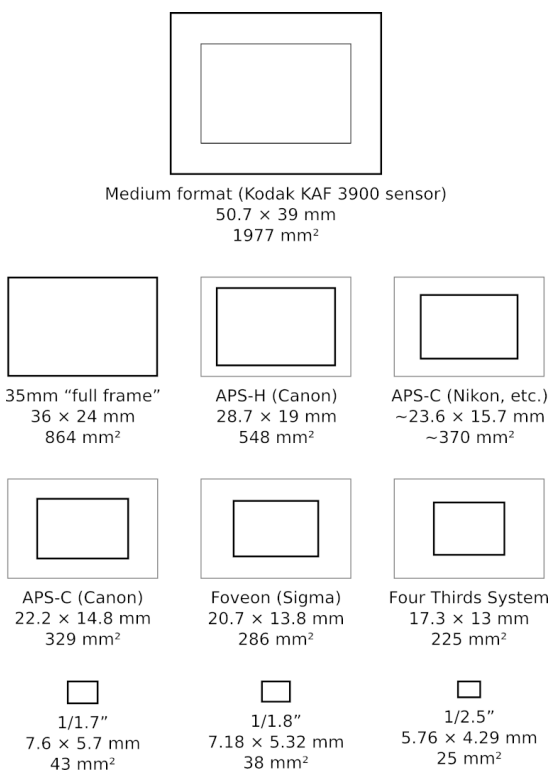 Medium format (Kodak KAF 3900 sensor)
50.7 × 39 mm
1977 mm²
35mm “full frame”
36 × 24 mm
864 mm²
APS-H (Canon)
28.7 × 19 mm
548 mm²
APS-C (Nikon, etc.)
~23.6 × 15.7 mm
~370 mm²
APS-C (Canon)
22.2 × 14.8 mm
329 mm²
Foveon (Sigma)
20.7 × 13.8 mm
286 mm²
Four Thirds System
17.3 × 13 mm
225 mm²
1/1.7”
7.6 × 5.7 mm
43 mm²
1/1.8”
7.18 × 5.32 mm
38 mm²
1/2.5”
5.76 × 4.29 mm
25 mm²